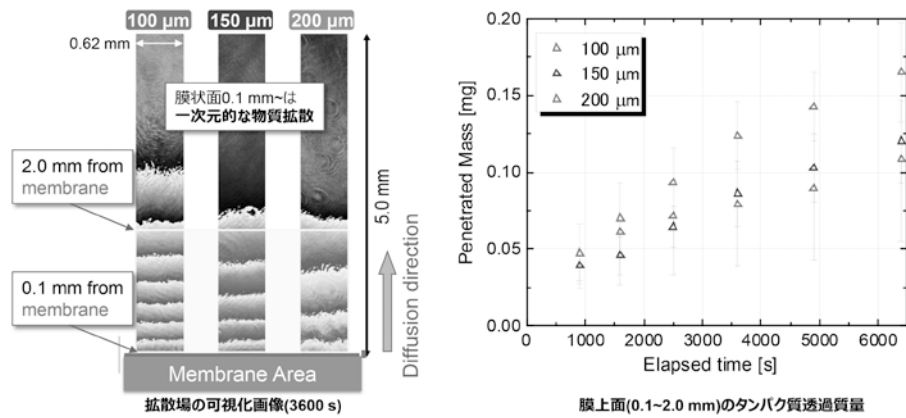 100 μm
150 μm
200 μm
0.62 mm
膜状面0.1 mm~は
一次元的な物質拡散
2.0 mm from
membrane
0.1 mm from
membrane
5.0 mm
Diffusion direction
Membrane Area
拡散場の可視化画像(3600 s)
0.20
0.15
0.10
0.05
0.00
Penetrated Mass [mg]
100 μm
150 μm
200 μm
0
1000
2000
3000
4000
5000
6000
Elapsed time [s]
膜上面(0.1~2.0 mm)のタンパク質透過質量